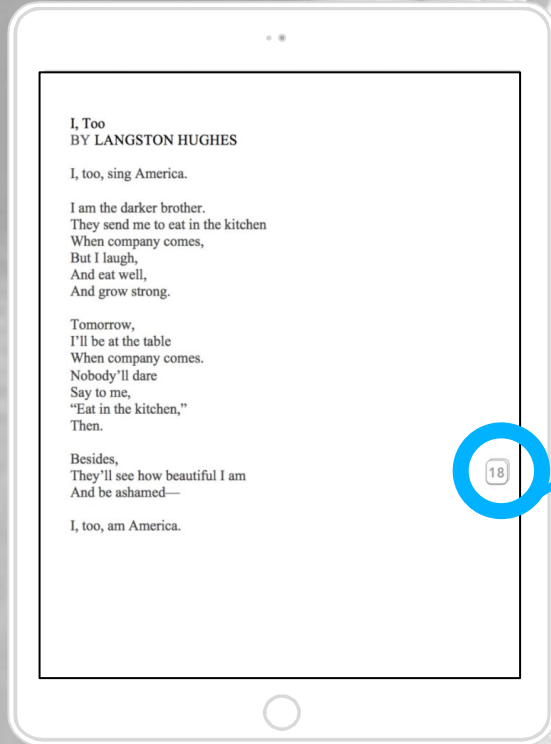 I, Too
BY LANGSTON HUGHES
I, too, sing America.
I am the darker brother.
They send me to eat in the kitchen
When company comes,
But I laugh,
And eat well,
And grow strong.
Tomorrow,
I’ll be at the table
When company comes.
Nobody’ll dare
Say to me,
“Eat in the kitchen,”
Then.
Besides,
They’ll see how beautiful I am
And be ashamed—
18
I, too, am America.